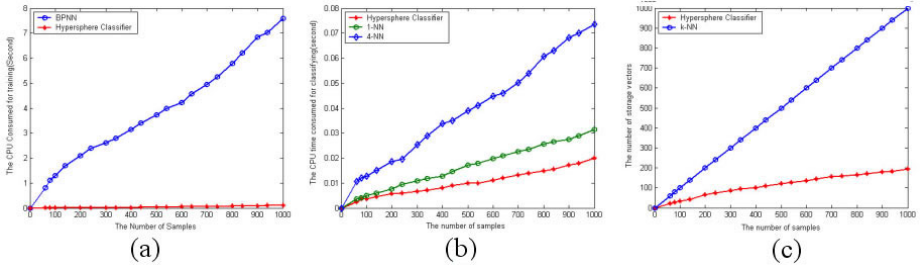 BPNN
Hypersphere Classifier
The CPU Consumed for training(Second)
8
7
6
5
4
3
2
1
0
0 100 200 300 400 500 600 700 800 900 1000
The Number of Samples
(a)
Hypersphere Classifier
1-NN
4-NN
The CPU time consumed for classifying(second)
0.08
0.07
0.06
0.05
0.04
0.03
0.02
0.01
0
0 100 200 300 400 500 600 700 800 900 1000
The number of samples
(b)
Hypersphere Classifier
k-NN
The number of storage vectors
900
800
700
600
500
400
300
200
100
0
0 100 200 300 400 500 600 700 800 900 1000
The number of samples
(c)